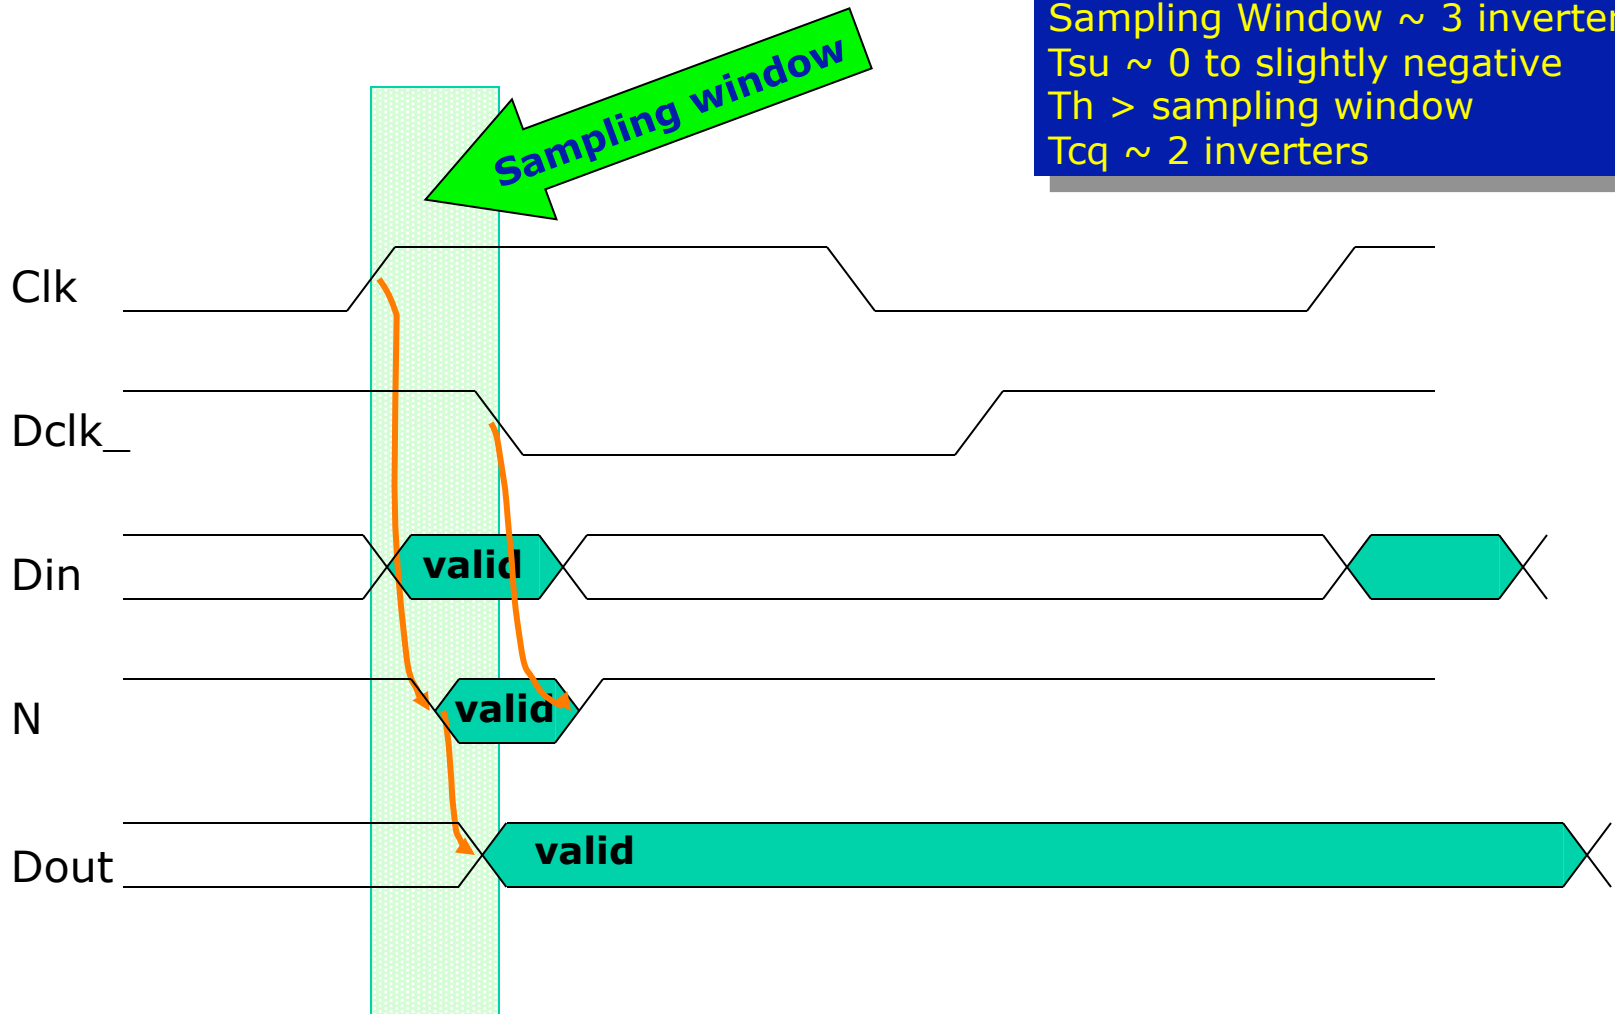 Sampling Window ~ 3 inverter
Tsu ~ 0 to slightly negative
Th > sampling window
Tcq ~ 2 inverters
Sampling window
Clk
Dclk_
Din
valid
N
valid
Dout
valid